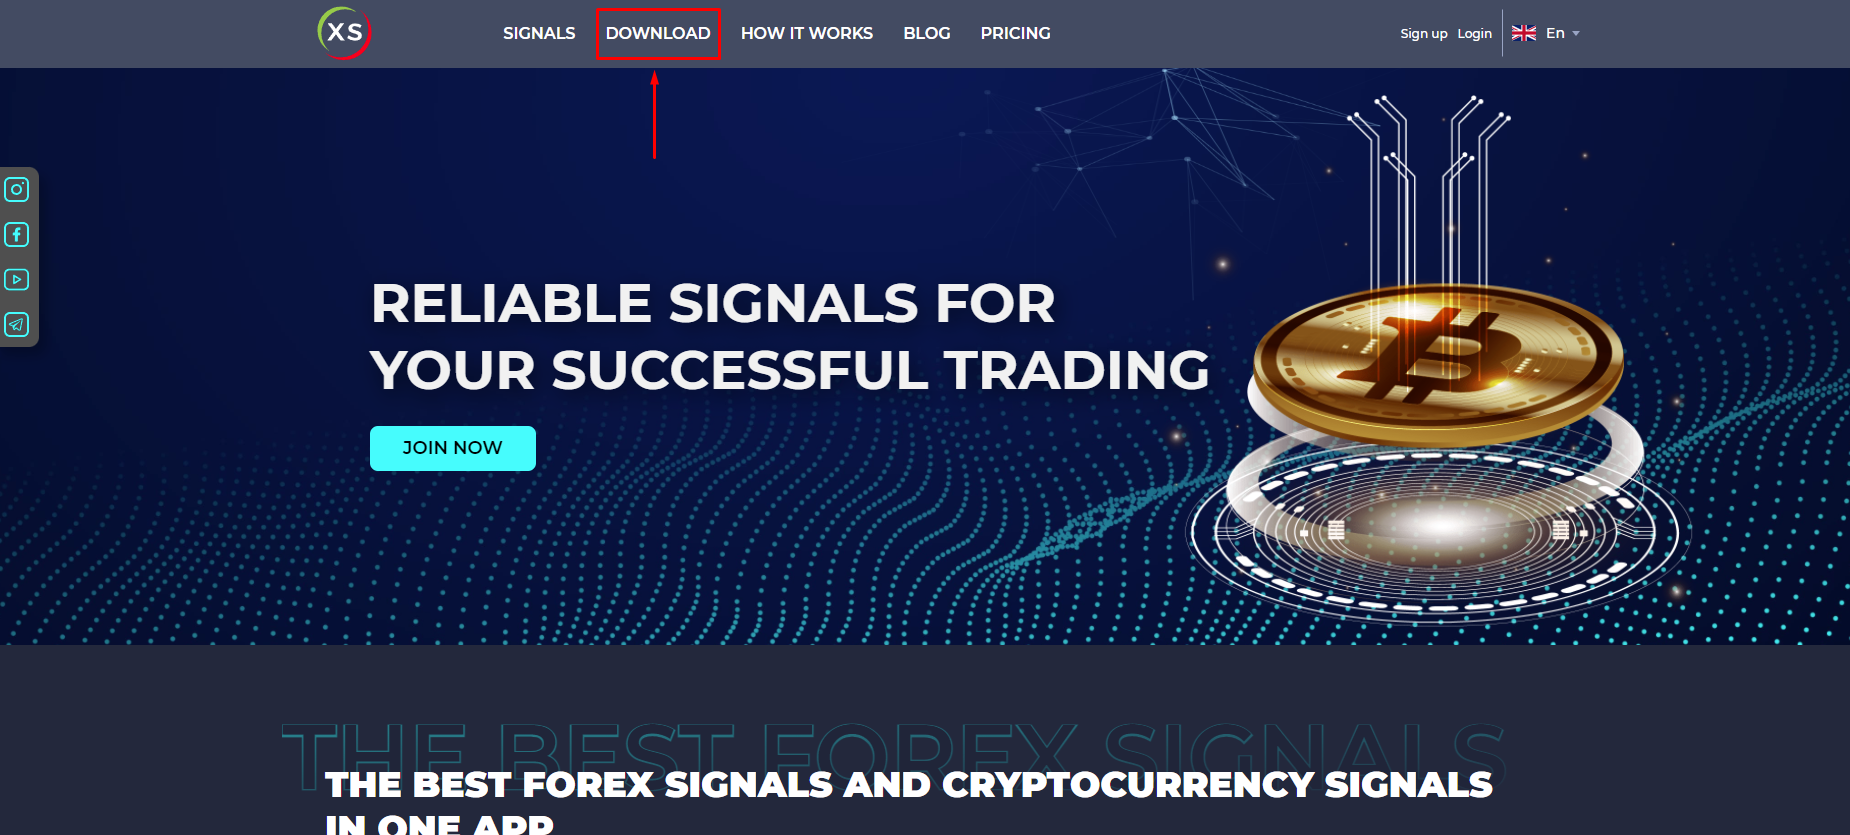 XS
SIGNALS
DOWNLOAD
HOW IT WORKS
BLOG
PRICING
Sign up
Login
En
RELIABLE SIGNALS FOR
YOUR SUCCESSFUL TRADING
JOIN NOW
THE BEST FOREX SIGNALS
THE BEST FOREX SIGNALS AND CRYPTOCURRENCY SIGNALS
IN ONE APP